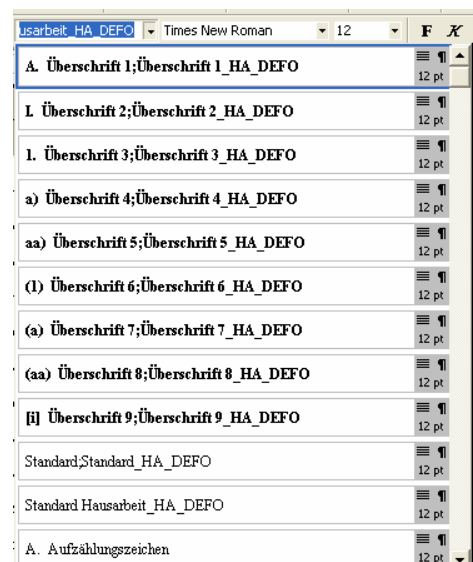 usarbeit_HA_DEFO Times New Roman 12 F K
A. Überschrift 1;Überschrift 1_HA_DEFO
12 pt
I. Überschrift 2;Überschrift 2_HA_DEFO
12 pt
1. Überschrift 3;Überschrift 3_HA_DEFO
12 pt
a) Überschrift 4;Überschrift 4_HA_DEFO
12 pt
aa) Überschrift 5;Überschrift 5_HA_DEFO
12 pt
(1) Überschrift 6;Überschrift 6_HA_DEFO
12 pt
(a) Überschrift 7;Überschrift 7_HA_DEFO
12 pt
(aa) Überschrift 8;Überschrift 8_HA_DEFO
12 pt
[i] Überschrift 9;Überschrift 9_HA_DEFO
12 pt
Standard;Standard_HA_DEFO
12 pt
Standard Hausarbeit_HA_DEFO
12 pt
A. Aufzählungszeichen
12 pt